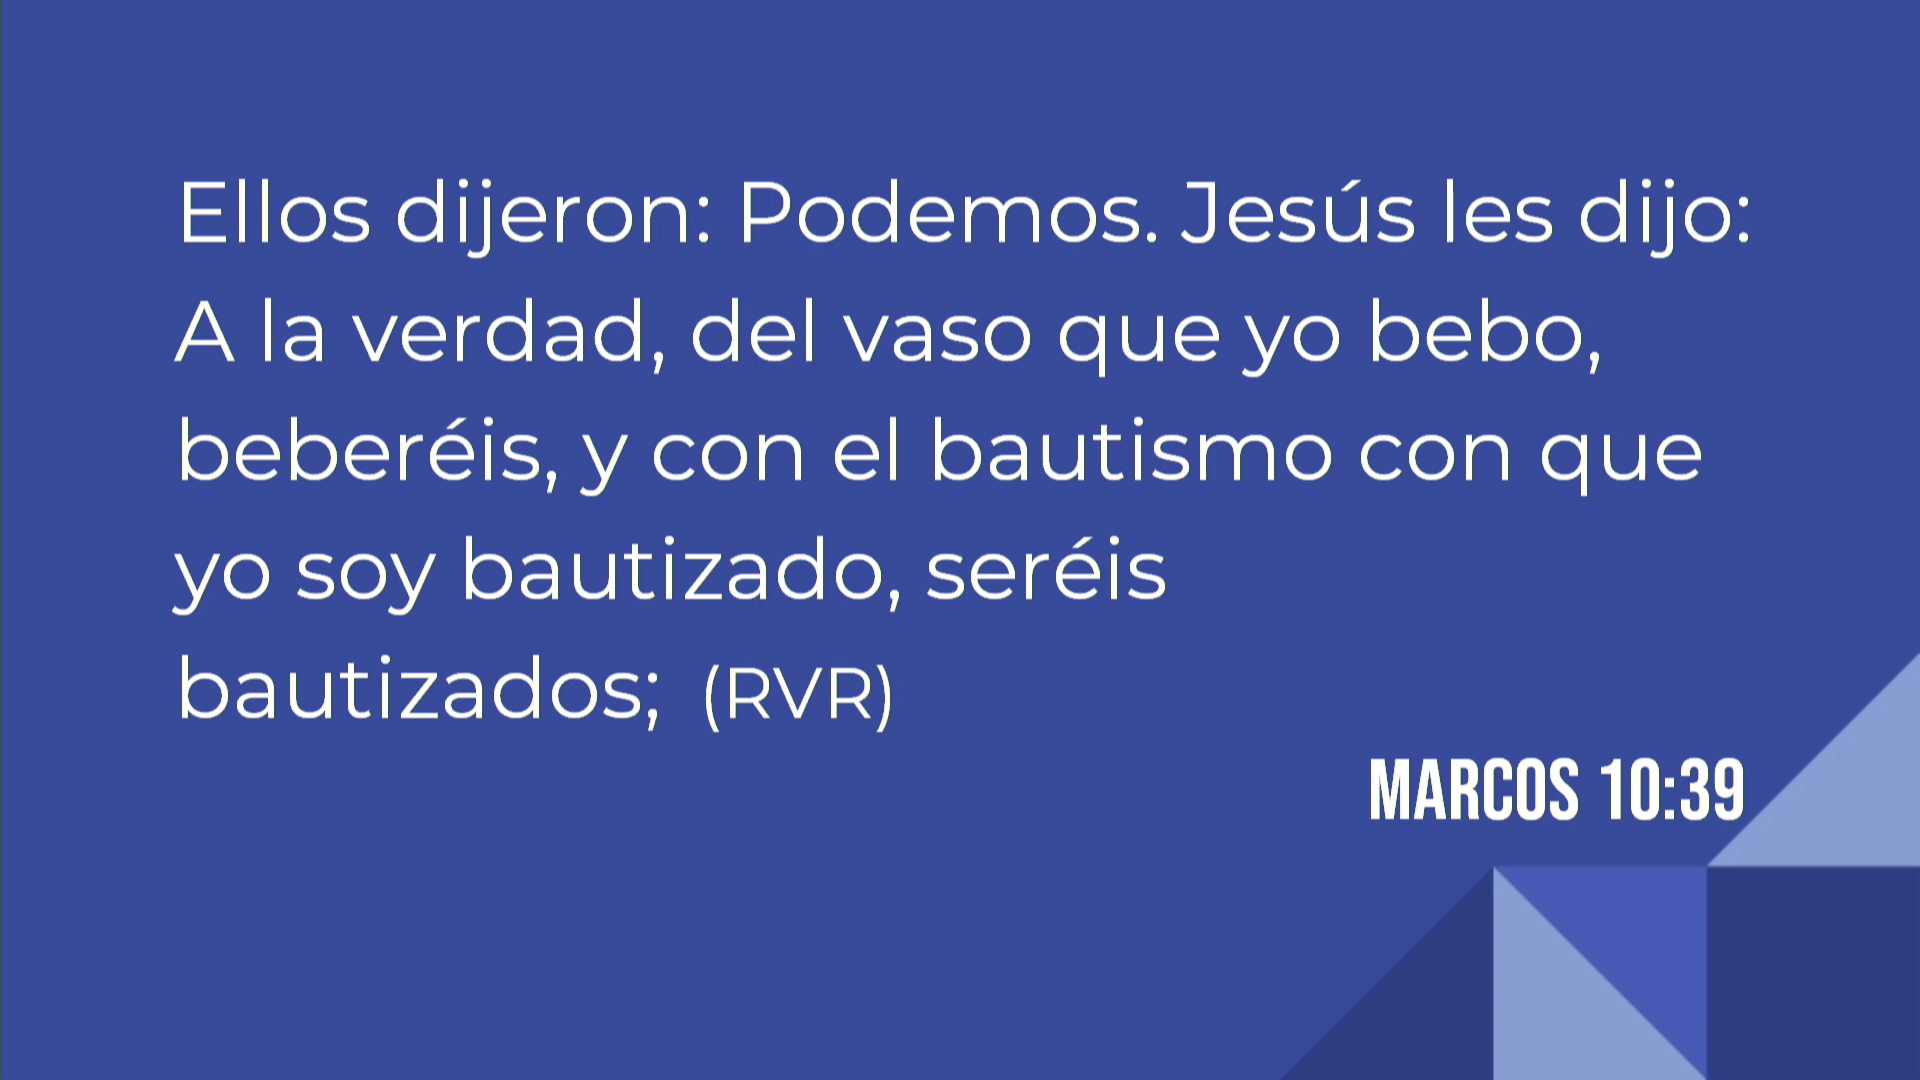 Ellos dijeron: Podemos. Jesús les dijo:
A la verdad, del vaso que yo bebo,
beberéis, y con el bautismo con que
yo soy bautizado, seréis
bautizados; (RVR)
MARCOS 10:39